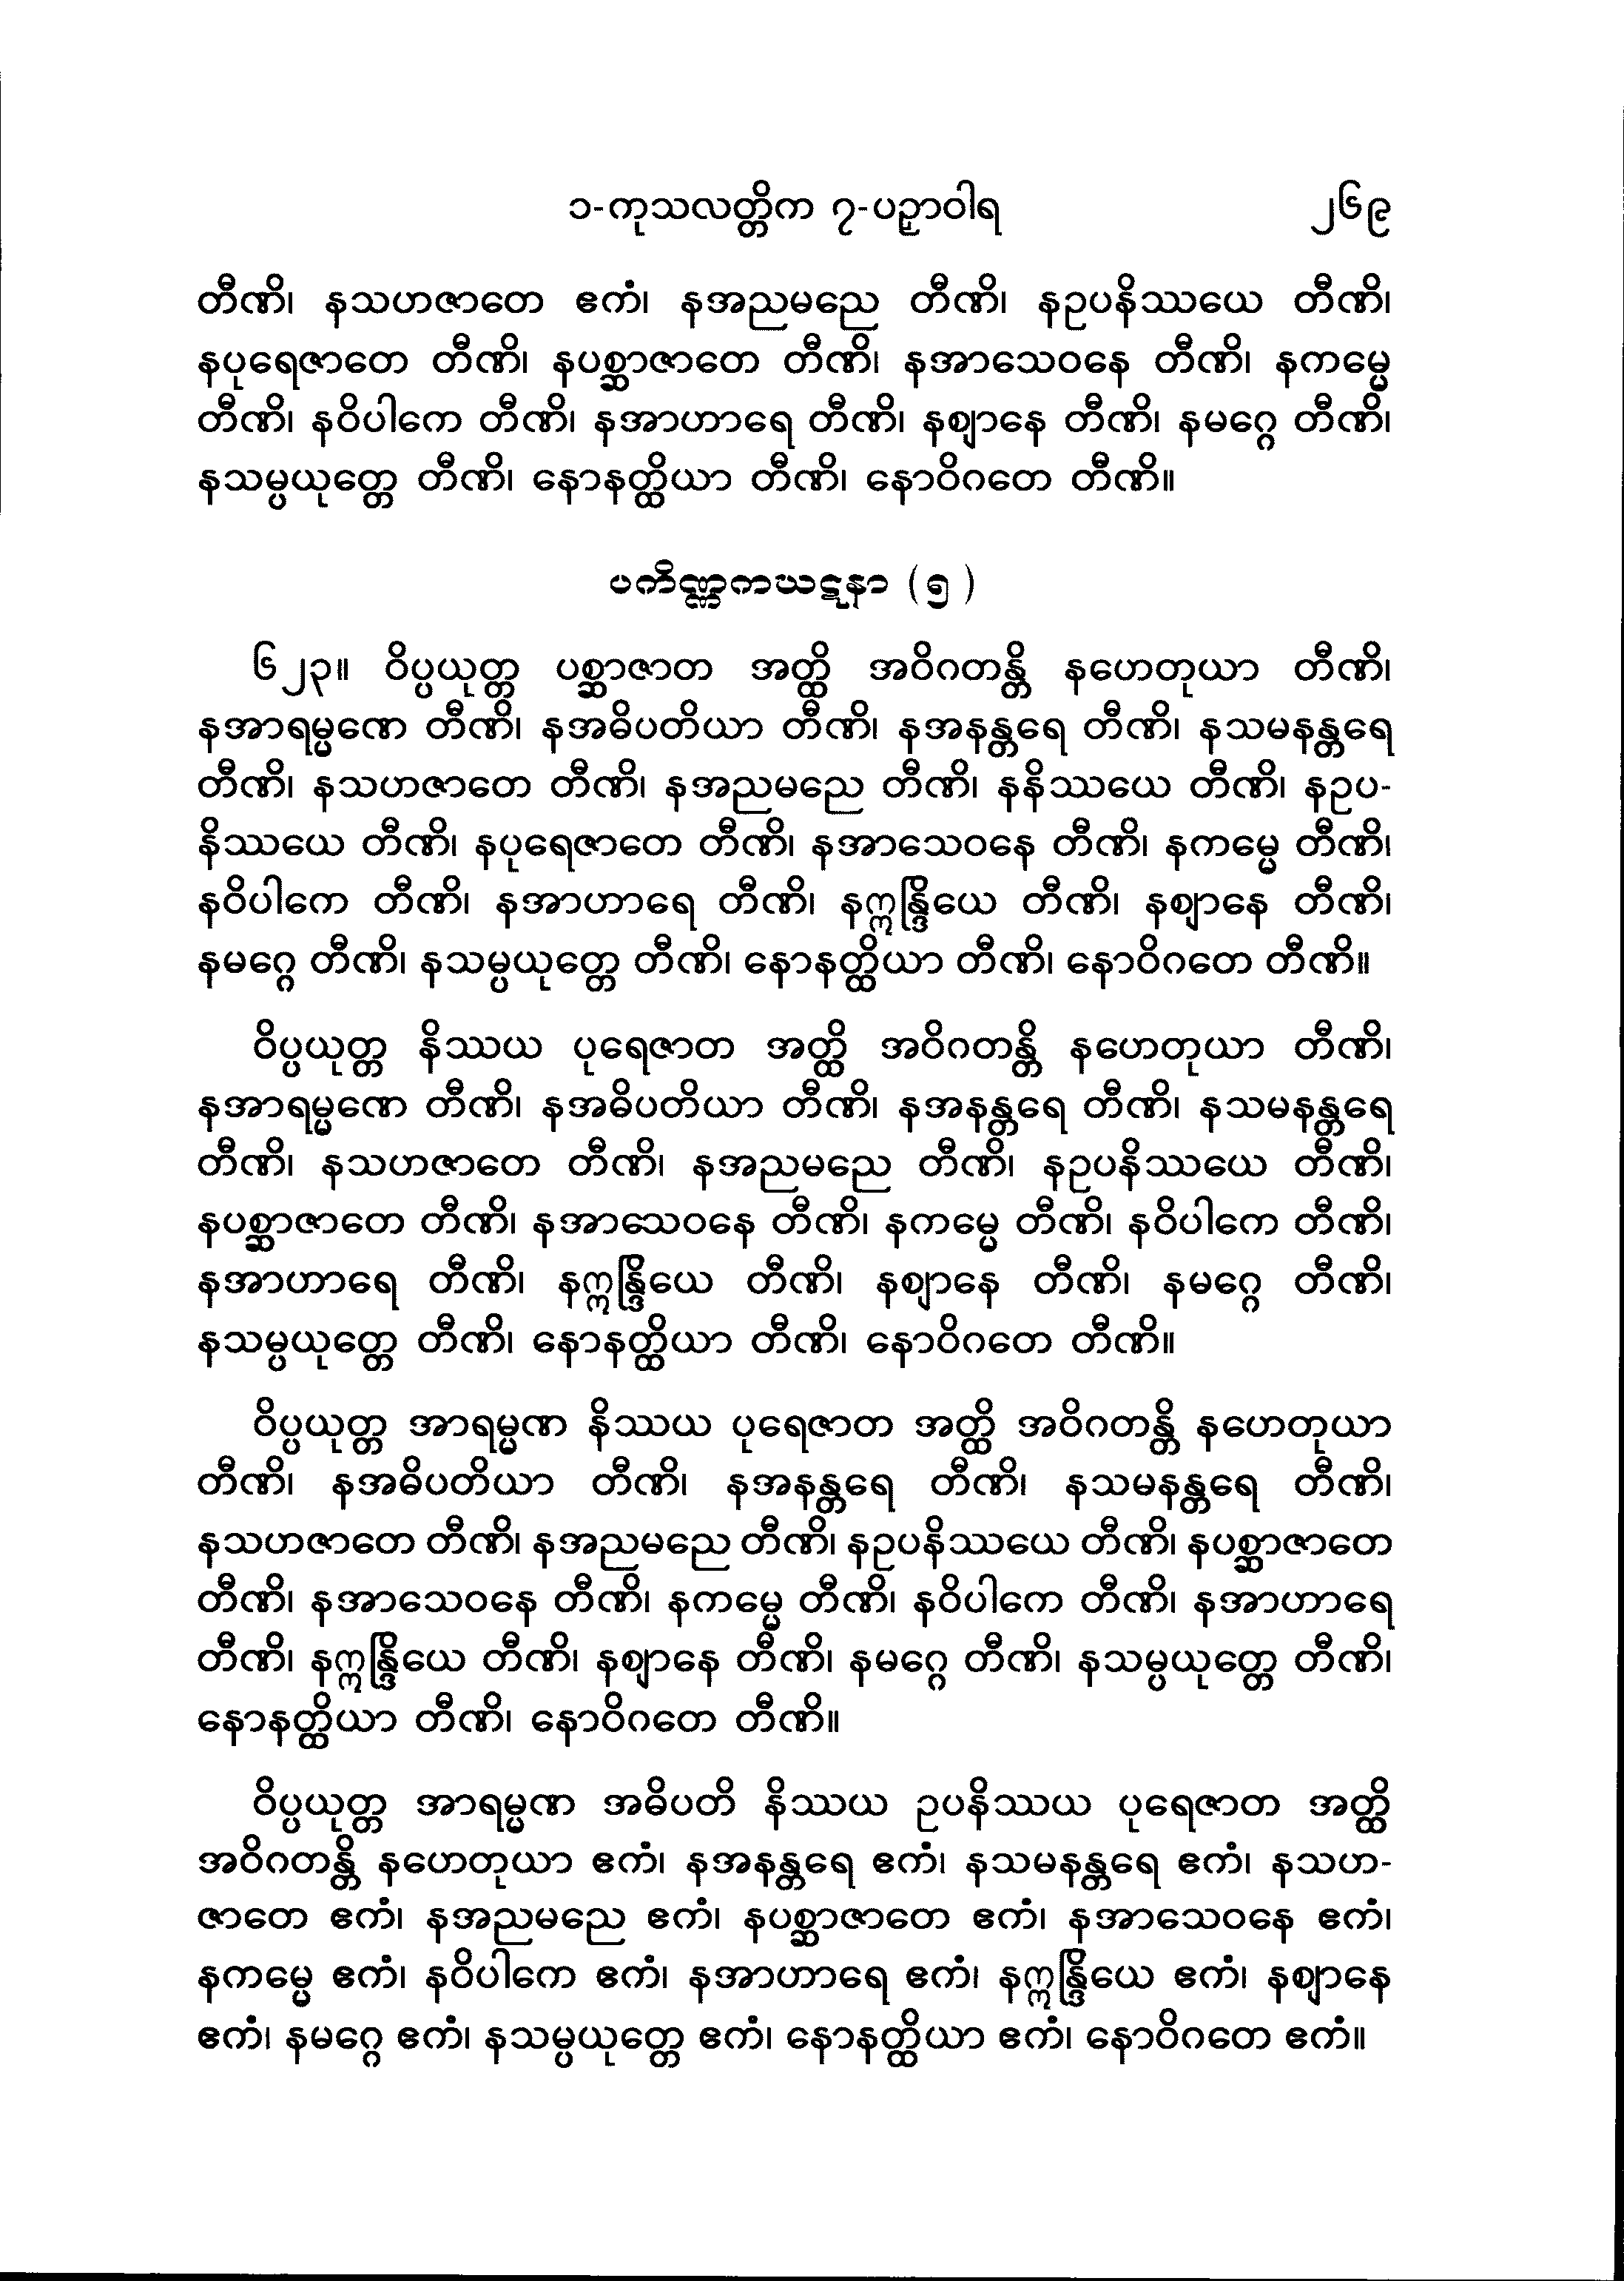 ၁-ကုသလတ္တိက ၇-ပဉှာဝါရ ၂၆၉
တီဏိ၊ နသဟဇာတေ ဧကံ၊ နအညမညေ တီဏိ၊ နဥပနိဿယေ တီဏိ၊
နပုရေဇာတေ တီဏိ၊ နပစ္ဆာဇာတေ တီဏိ၊ နအာသေဝနေ တီဏိ၊ နကမ္မေ
တီဏိ၊ နဝိပါကေ တီဏိ၊ နအာဟာရေ တီဏိ၊ နဈာနေ တီဏိ၊ နမဂ္ဂေ တီဏိ၊
နသမ္ပယုတ္တေ တီဏိ၊ နောနတ္ထိယာ တီဏိ၊ နောဝိဂတေ တီဏိ။
ပကိဏ္ဏကဃဋနာ (၅)
၆၂၃။ ဝိပ္ပယုတ္တ ပစ္ဆာဇာတ အတ္ထိ အဝိဂတန္တိ နဟေတုယာ တီဏိ၊
နအာရမ္မဏေ တီဏိ၊ နအဓိပတိယာ တီဏိ၊ နအနန္တရေ တီဏိ၊ နသမနန္တရေ
တီဏိ၊ နသဟဇာတေ တီဏိ၊ နအညမညေ တီဏိ၊ နနိဿယေ တီဏိ၊ နဥပ-
နိဿယေ တီဏိ၊ နပုရေဇာတေ တီဏိ၊ နအာသေဝနေ တီဏိ၊ နကမ္မေ တီဏိ၊
နဝိပါကေ တီဏိ၊ နအာဟာရေ တီဏိ၊ နဣန္ဒြိယေ တီဏိ၊ နဈာနေ တီဏိ၊
နမဂ္ဂေ တီဏိ၊ နသမ္ပယုတ္တေ တီဏိ၊ နောနတ္ထိယာ တီဏိ၊ နောဝိဂတေ တီဏိ။
ဝိပ္ပယုတ္တ နိဿယ ပုရေဇာတ အတ္ထိ အဝိဂတန္တိ နဟေတုယာ တီဏိ၊
နအာရမ္မဏေ တီဏိ၊ နအဓိပတိယာ တီဏိ၊ နအနန္တရေ တီဏိ၊ နသမနန္တရေ
တီဏိ၊ နသဟဇာတေ တီဏိ၊ နအညမညေ တီဏိ၊ နဥပနိဿယေ တီဏိ၊
နပစ္ဆာဇာတေ တီဏိ၊ နအာသေဝနေ တီဏိ၊ နကမ္မေ တီဏိ၊ နဝိပါကေ တီဏိ၊
နအာဟာရေ တီဏိ၊ နဣန္ဒြိယေ တီဏိ၊ နဈာနေ တီဏိ၊ နမဂ္ဂေ တီဏိ၊
နသမ္ပယုတ္တေ တီဏိ၊ နောနတ္ထိယာ တီဏိ၊ နောဝိဂတေ တီဏိ။
ဝိပ္ပယုတ္တ အာရမ္မဏ နိဿယ ပုရေဇာတ အတ္ထိ အဝိဂတန္တိ နဟေတုယာ
တီဏိ၊ နအဓိပတိယာ တီဏိ၊ နအနန္တရေ တီဏိ၊ နသမနန္တရေ တီဏိ၊
နသဟဇာတေ တီဏိ၊ နအညမညေ တီဏိ၊ နဥပနိဿယေ တီဏိ၊ နပစ္ဆာဇာတေ
တီဏိ၊ နအာသေဝနေ တီဏိ၊ နကမ္မေ တီဏိ၊ နဝိပါကေ တီဏိ၊ နအာဟာရေ
တီဏိ၊ နဣန္ဒြိယေ တီဏိ၊ နဈာနေ တီဏိ၊ နမဂ္ဂေ တီဏိ၊ နသမ္ပယုတ္တေ တီဏိ၊
နောနတ္ထိယာ တီဏိ၊ နောဝိဂတေ တီဏိ။
ဝိပ္ပယုတ္တ အာရမ္မဏ အဓိပတိ နိဿယ ဥပနိဿယ ပုရေဇာတ အတ္ထိ
အဝိဂတန္တိ နဟေတုယာ ဧကံ၊ နအနန္တရေ ဧကံ၊ နသမနန္တရေ ဧကံ၊ နသဟ-
ဇာတေ ဧကံ၊ နအညမညေ ဧကံ၊ နပစ္ဆာဇာတေ ဧကံ၊ နအာသေဝနေ ဧကံ၊
နကမ္မေ ဧကံ၊ နဝိပါကေ ဧကံ၊ နအာဟာရေ ဧကံ၊ နဣန္ဒြိယေ ဧကံ၊ နဈာနေ
ဧကံ၊ နမဂ္ဂေ ဧကံ၊ နသမ္ပယုတ္တေ ဧကံ၊ နောနတ္ထိယာ ဧကံ၊ နောဝိဂတေ ဧကံ။